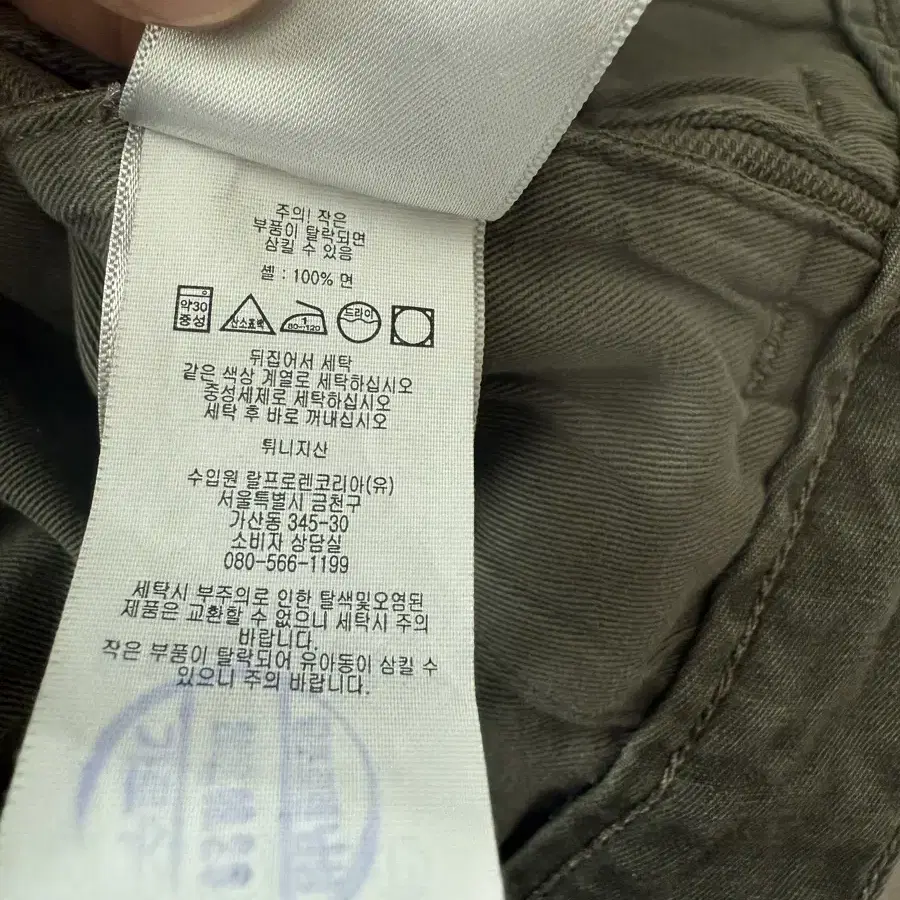 주의! 작은
부품이 탈락되면
삼킬 수 있음
셸 : 100% 면
약30
중성
산소표백
1
80~120
드라이
뒤집어서 세탁
같은 색상 계열로 세탁하십시오
중성세제로 세탁하십시오
세탁 후 바로 꺼내십시오
튀니지산
수입원 랄프로렌코리아(유)
서울특별시 금천구
가산동 345-30
소비자 상담실
080-566-1199
세탁시 부주의로 인한 탈색및오염된
제품은 교환할 수 없으니 세탁시 주의
바랍니다.
작은 부품이 탈락되어 유아동이 삼킬 수
있으니 주의 바랍니다.